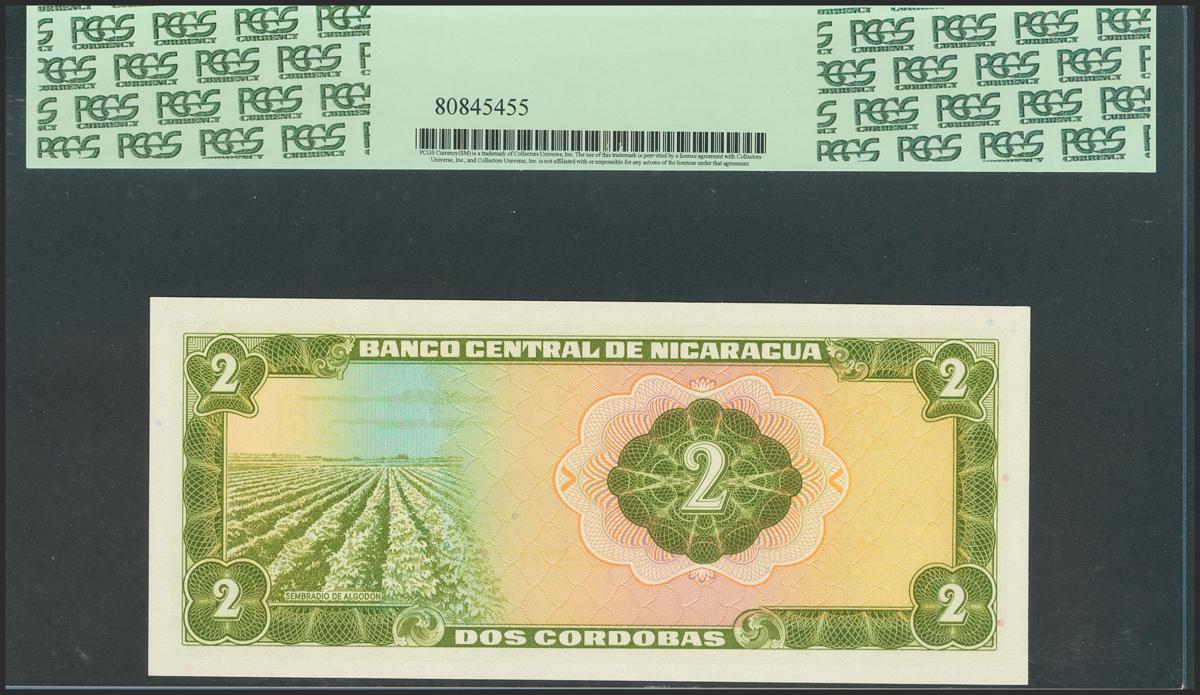 PCGS CURRENCY
80845455
PCGS Currency(SM) is a trademark of Collectors Universe, Inc. The use of this trademark is permitted by a license agreement with Collectors
Universe, Inc., and Collectors Universe, Inc. is not affiliated with or responsible for any actions of the licensee under that agreement.
BANCO CENTRAL DE NICARAGUA
2 2
2
SEMBRADIO DE ALGODON
2 2
DOS CORDOBAS